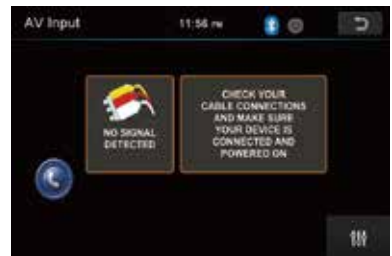 AV Input
11:56 PM
NO SIGNAL
DETECTED
CHECK YOUR
CABLE CONNECTIONS
AND MAKE SURE
YOUR DEVICE IS
CONNECTED AND
POWERED ON